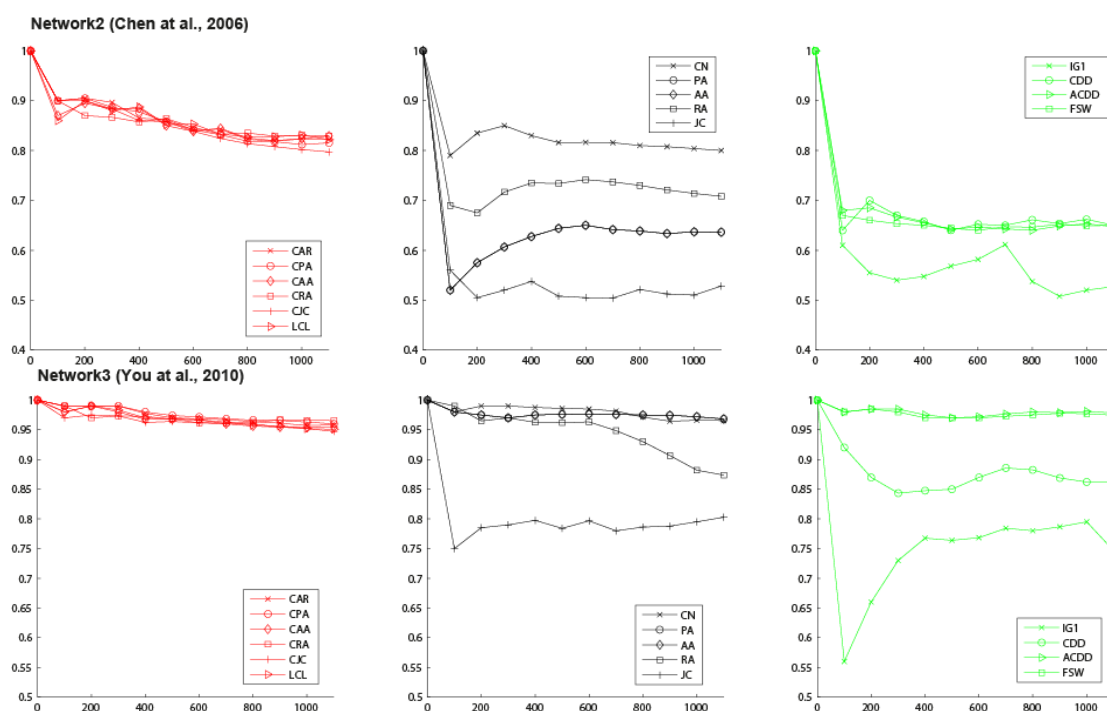 Network2 (Chen at al., 2006)
1
0.9
0.8
0.7
0.6
0.5
0.4
0
200
400
600
800
1000
CAR
CPA
CAA
CRA
CJC
LCL
1
0.9
0.8
0.7
0.6
0.5
0.4
0
200
400
600
800
1000
CN
PA
AA
RA
JC
1
0.9
0.8
0.7
0.6
0.5
0.4
0
200
400
600
800
1000
IG1
CDD
ACDD
FSW
Network3 (You at al., 2010)
1
0.95
0.9
0.85
0.8
0.75
0.7
0.65
0.6
0.55
0.5
0
200
400
600
800
1000
CAR
CPA
CAA
CRA
CJC
LCL
1
0.95
0.9
0.85
0.8
0.75
0.7
0.65
0.6
0.55
0.5
0
200
400
600
800
1000
CN
PA
AA
RA
JC
1
0.95
0.9
0.85
0.8
0.75
0.7
0.65
0.6
0.55
0.5
0
200
400
600
800
1000
IG1
CDD
ACDD
FSW